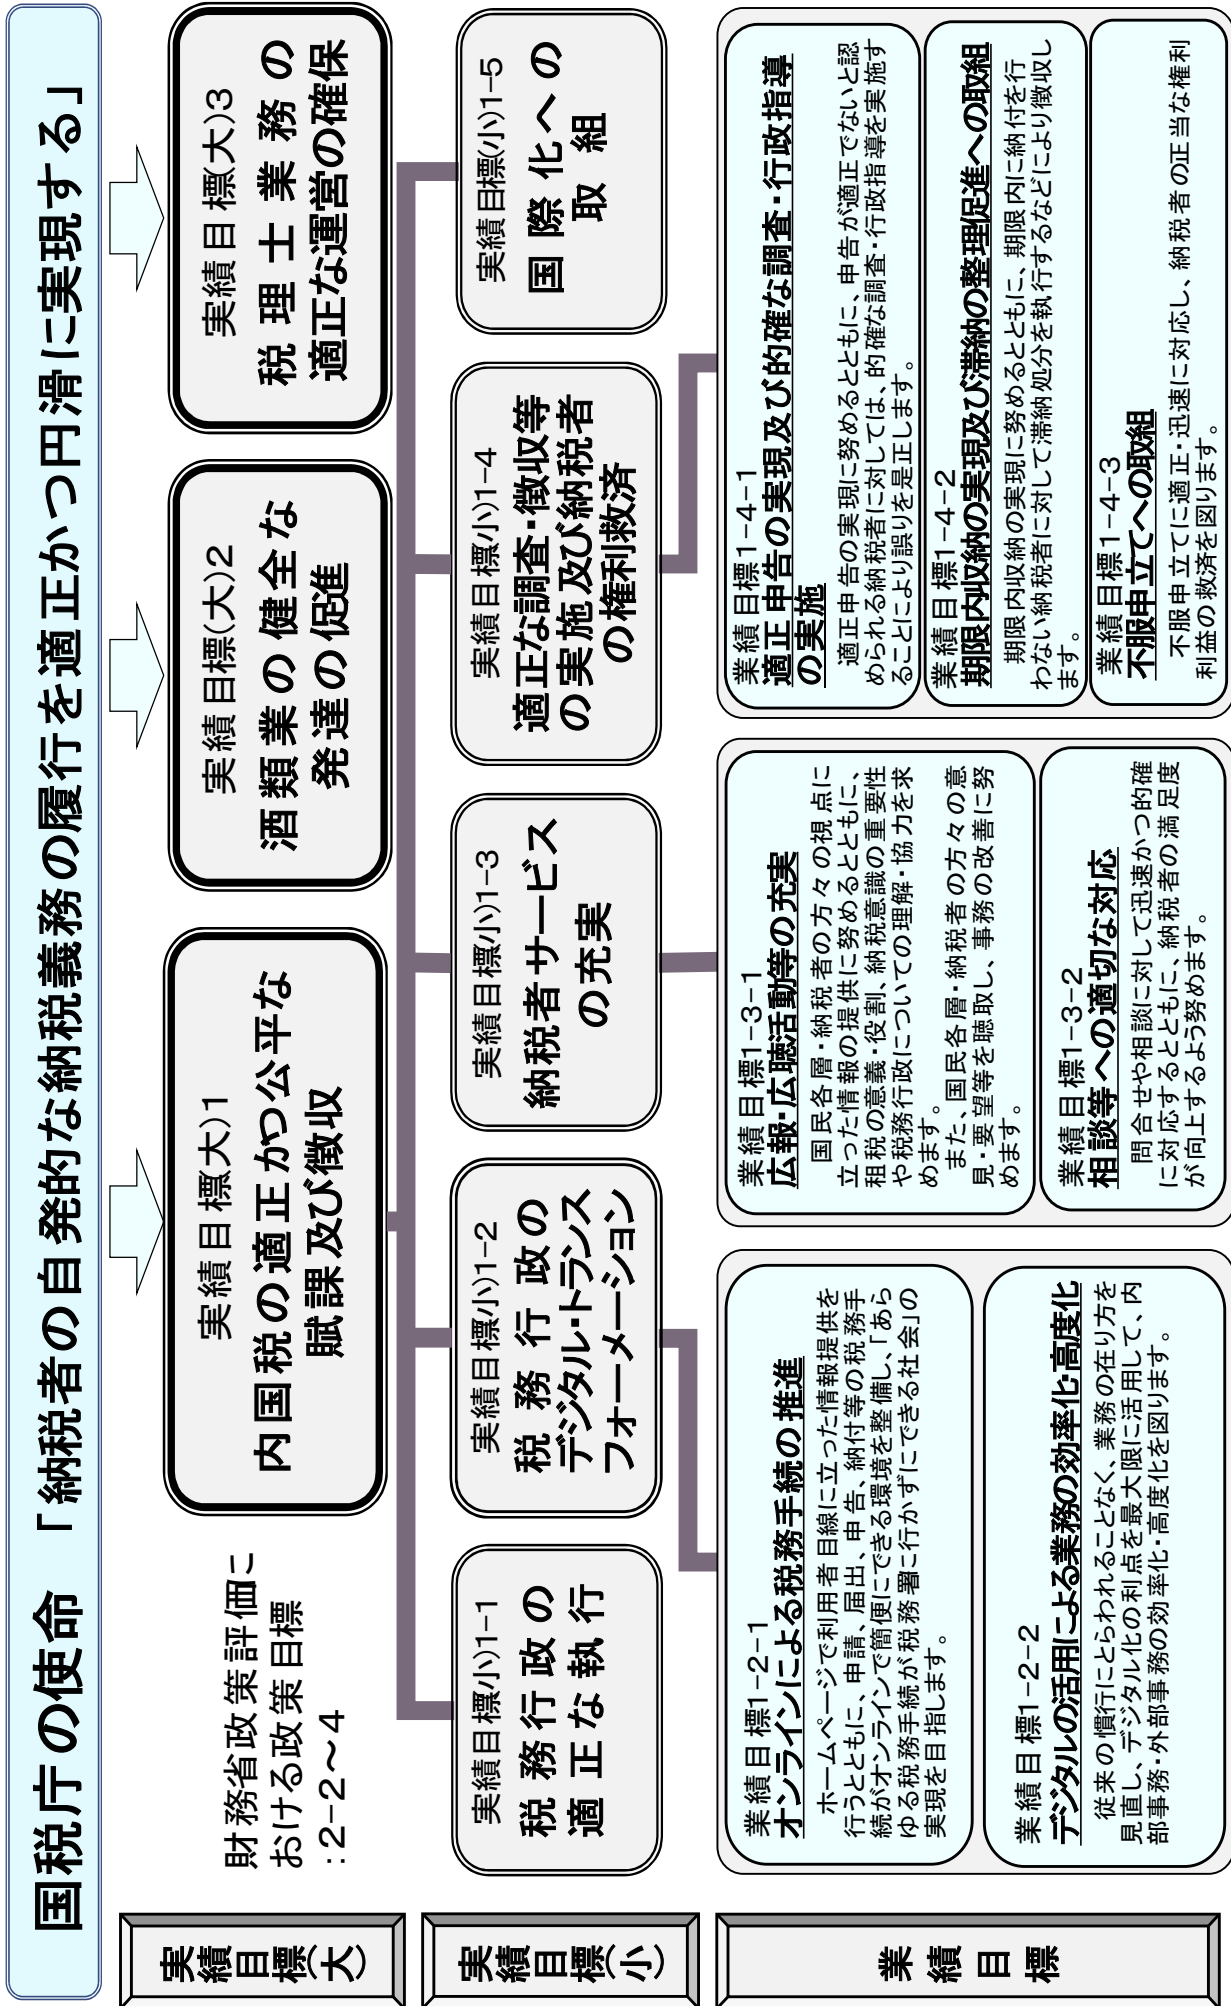 国税庁の使命 「納税者の自発的な納税義務の履行を適正かつ円滑に実現する」
実績目標(大)
財務省政策評価に
おける政策目標
:2-2～4
実績目標(大)1
内国税の適正かつ公平な
賦課及び徴収
実績目標(大)2
酒類業の健全な
発達の促進
実績目標(大)3
税理士業務の
適正な運営の確保
実績目標(小)
実績目標(小)1-1
税務行政の
適正な執行
実績目標(小)1-2
税務行政の
デジタル・トランス
フォーメーション
実績目標(小)1-3
納税者サービス
の充実
実績目標(小)1-4
適正な調査・徴収等
の実施及び納税者
の権利救済
実績目標(小)1-5
国際化への
取組
業績目標
業績目標1-2-1
オンラインによる税務手続の推進
ホームページで利用者目線に立った情報提供を
行うとともに、申請、届出、申告、納付等の税務手
続がオンラインで簡便にできる環境を整備し、「あら
ゆる税務手続が税務署に行かずにできる社会」の
実現を目指します。
業績目標1-2-2
デジタルの活用による業務の効率化・高度化
従来の慣行にとらわれることなく、業務の在り方を
見直し、デジタル化の利点を最大限に活用して、内
部事務・外部事務の効率化・高度化を図ります。
業績目標1-3-1
広報・広聴活動等の充実
国民各層・納税者の方々の視点に
立った情報の提供に努めるとともに、
租税の意義・役割、納税意識の重要性
や税務行政についての理解・協力を求
めます。
また、国民各層・納税者の方々の意
見・要望等を聴取し、事務の改善に努
めます。
業績目標1-3-2
相談等への適切な対応
問合せや相談に対して迅速かつ的確
に対応するとともに、納税者の満足度
が向上するよう努めます。
業績目標1-4-1
適正申告の実現及び的確な調査・行政指導
の実施
適正申告の実現に努めるとともに、申告が適正でないと認
められる納税者に対しては、的確な調査・行政指導を実施す
ることにより誤りを是正します。
業績目標1-4-2
期限内収納の実現及び滞納の整理促進への取組
期限内収納の実現に努めるとともに、期限内に納付を行
わない納税者に対して滞納処分を執行するなどにより徴収し
ます。
業績目標1-4-3
不服申立てへの取組
不服申立てに適正・迅速に対応し、納税者の正当な権利
利益の救済を図ります。